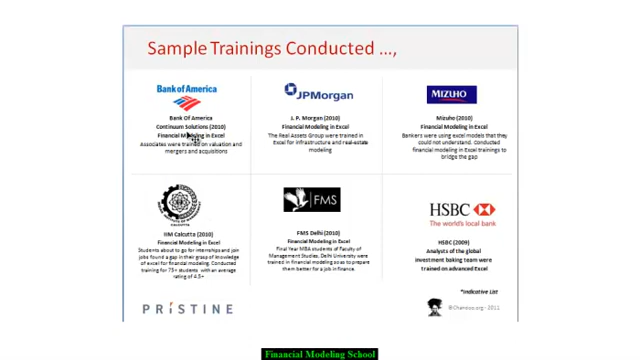 Sample Trainings Conducted ...,
Bank of America
JPMorgan
MIZUHO
Bank Of America
Continuum Solutions (2010)
Financial Modeling in Excel
Associates were trained on valuation and
mergers and acquisitions
J. P. Morgan (2010)
Financial Modeling in Excel
The Real Assets Group were trained in
Excel for infrastructure and real-estate
modeling
Mizuho (2010)
Financial Modeling in Excel
Bankers were using excel models that they
could not understand. Conducted
financial modeling in Excel trainings to
bridge the gap
FMS
HSBC
The world's local bank
IIM Calcutta (2010)
Financial Modeling in Excel
Students about to go for internships and join
jobs found a gap in their grasp of knowledge
of excel for financial modeling. Conducted
training for 75+ students with an average
rating of 4.5+
FMS Delhi (2010)
Financial Modeling in Excel
Final Year MBA students of Faculty of
Management Studies, Delhi University were
trained in financial modeling so as to prepare
them better for a job in finance.
HSBC (2009)
Analysts of the global
investment banking team were
trained on advanced Excel
*Indicative List
PRISTINE
© Chandoo.org - 2011
Financial Modeling School